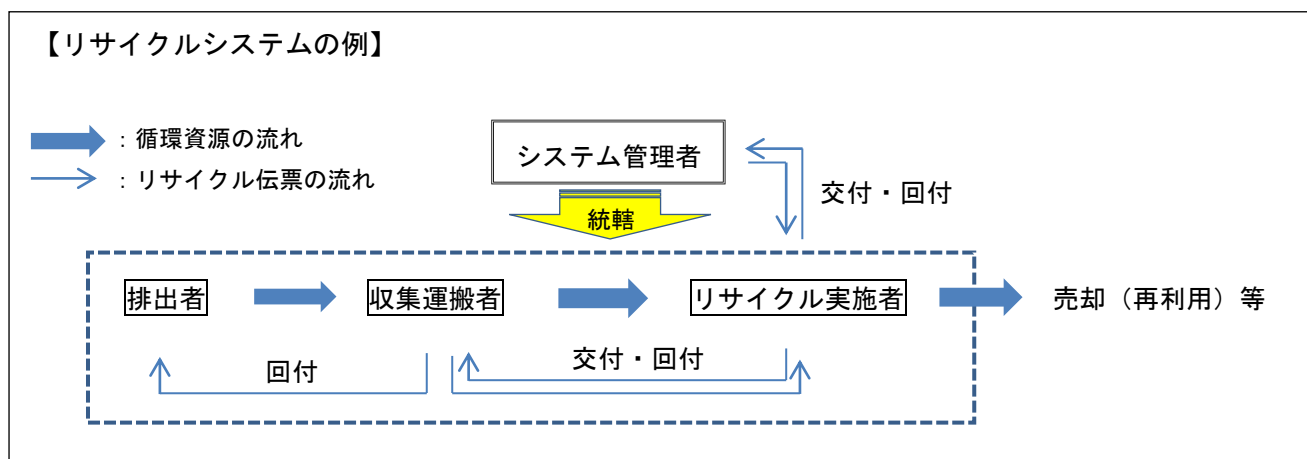 【リサイクルシステムの例】
：循環資源の流れ
：リサイクル伝票の流れ
システム管理者
交付・回付
統轄
排出者
収集運搬者
リサイクル実施者
売却（再利用）等
回付
交付・回付